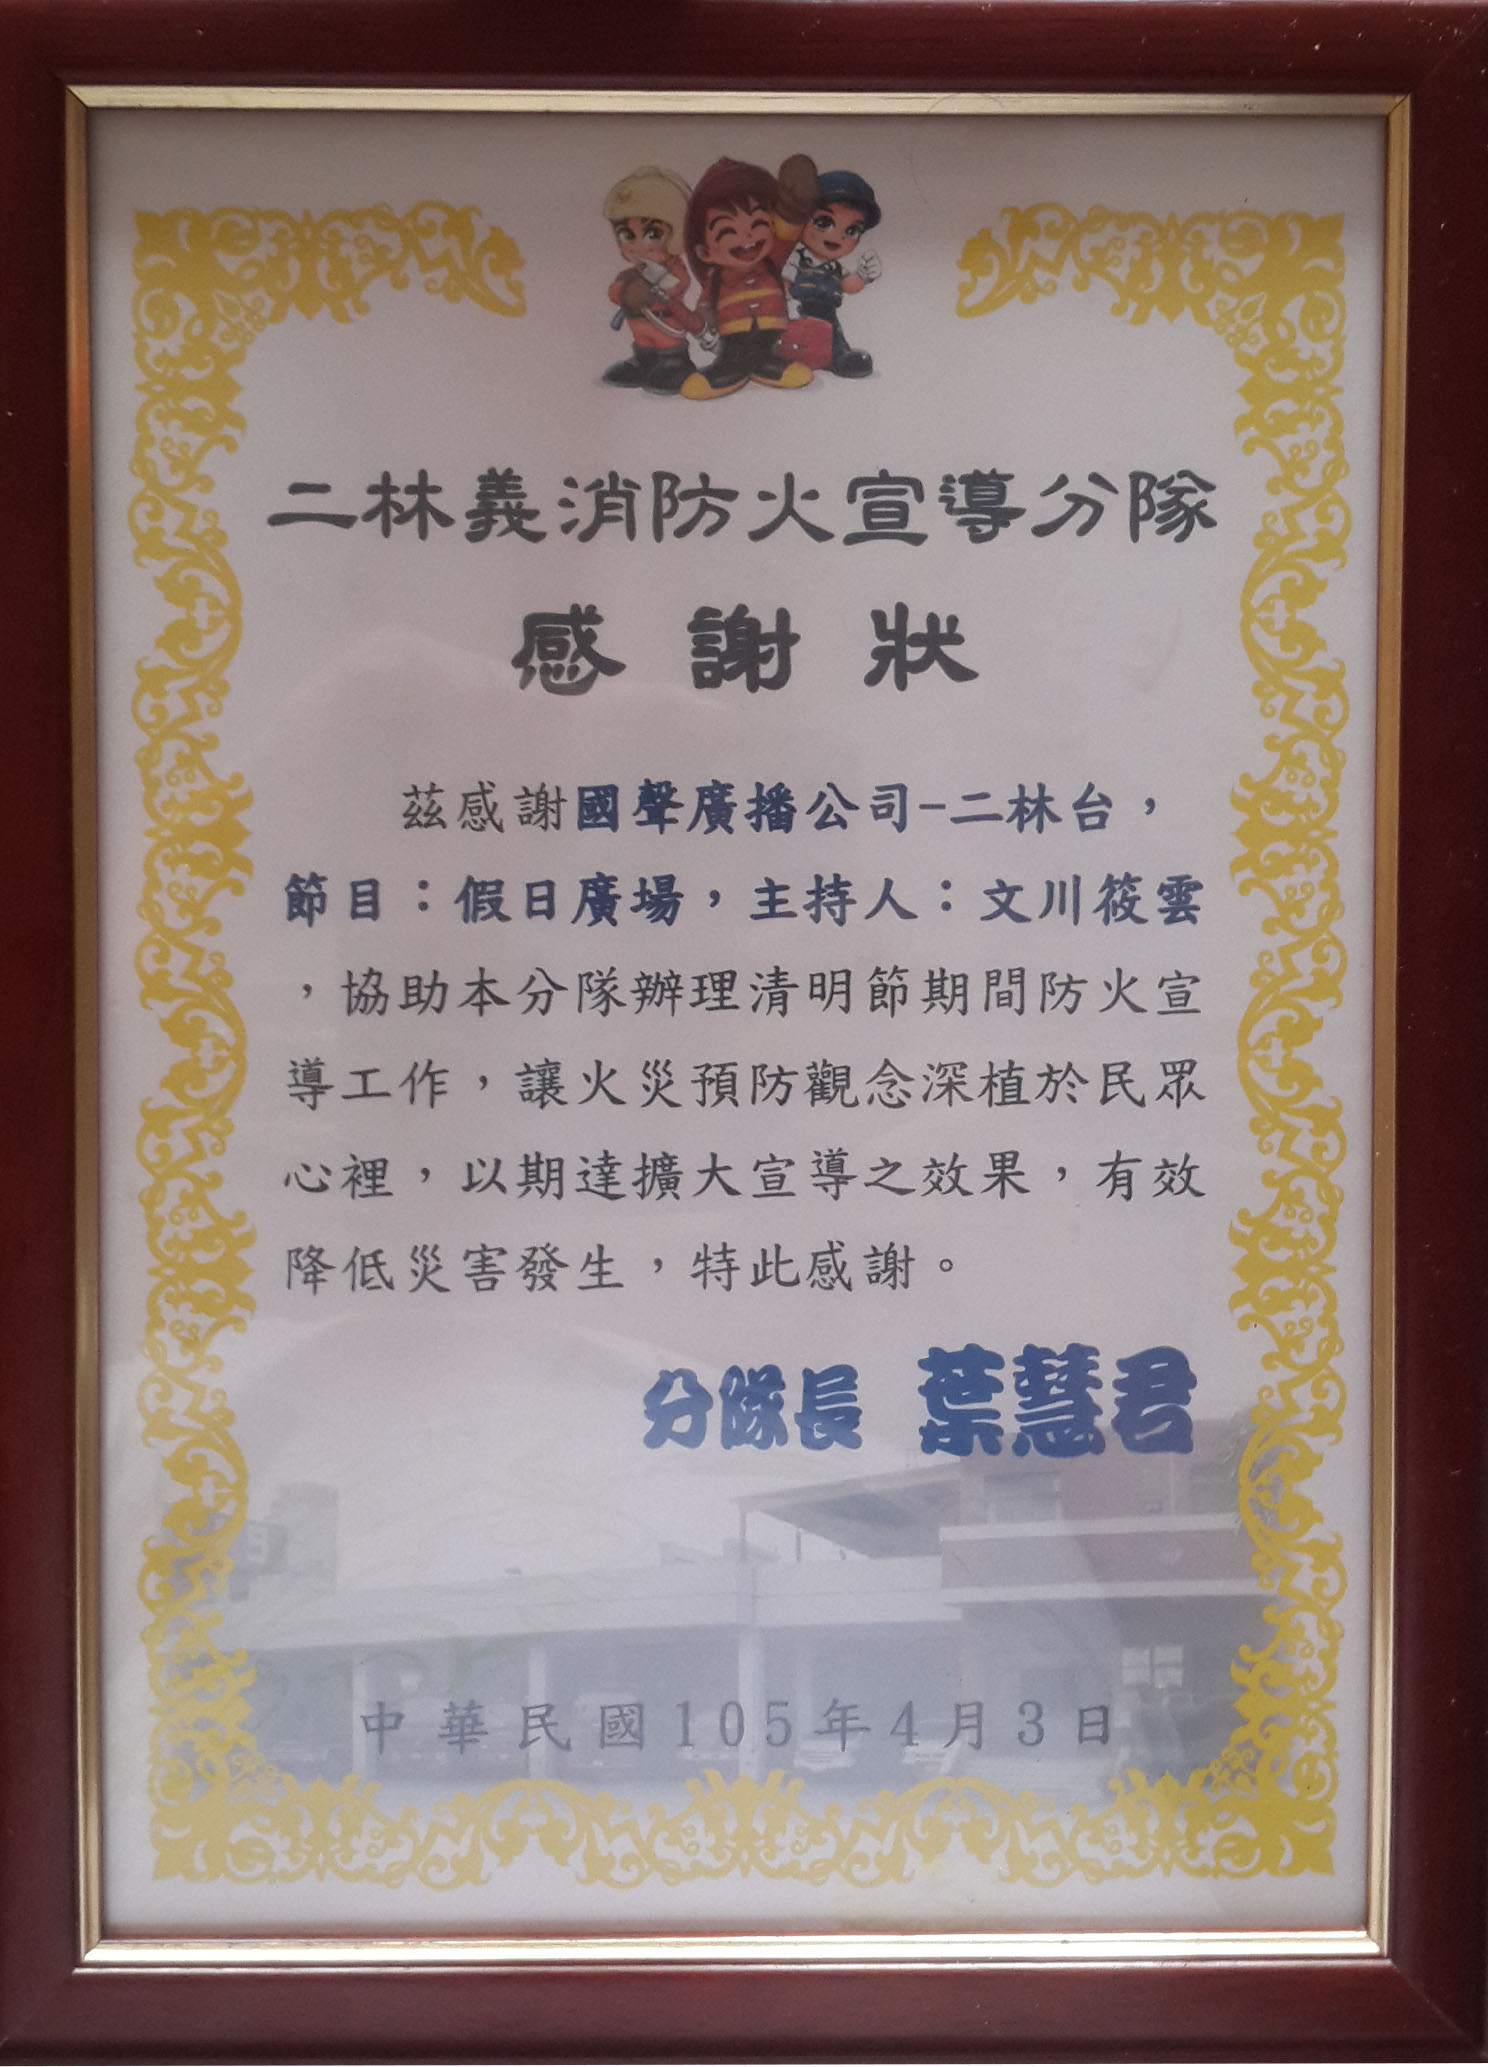 二林義消防火宣導分隊
感謝狀
茲感謝國聲廣播公司-二林台，
節目：假日廣場，主持人：文川筱雲
，協助本分隊辦理清明節期間防火宣
導工作，讓火災預防觀念深植於民眾
心裡，以期達擴大宣導之效果，有效
降低災害發生，特此感謝。
分隊長 葉慧君
中華民國105年4月3日